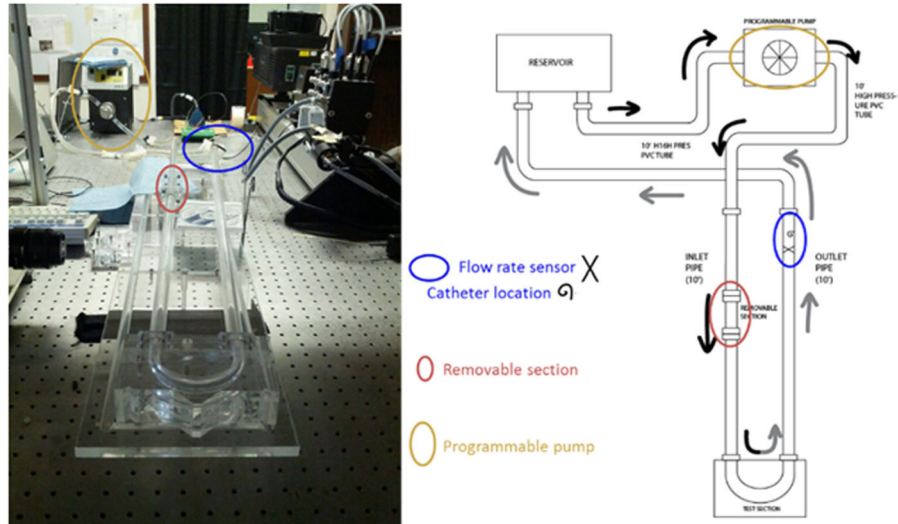 PROGRAMMABLE PUMP
RESERVOIR
10'
HIGH PRESS-
URE PVC
TUBE
10' H16H PRES
PVC TUBE
INLET
PIPE
(10')
OUTLET
PIPE
(10')
REMOVABLE
SECTION
TEST SECTION
Flow rate sensor
Catheter location
Removable section
Programmable pump